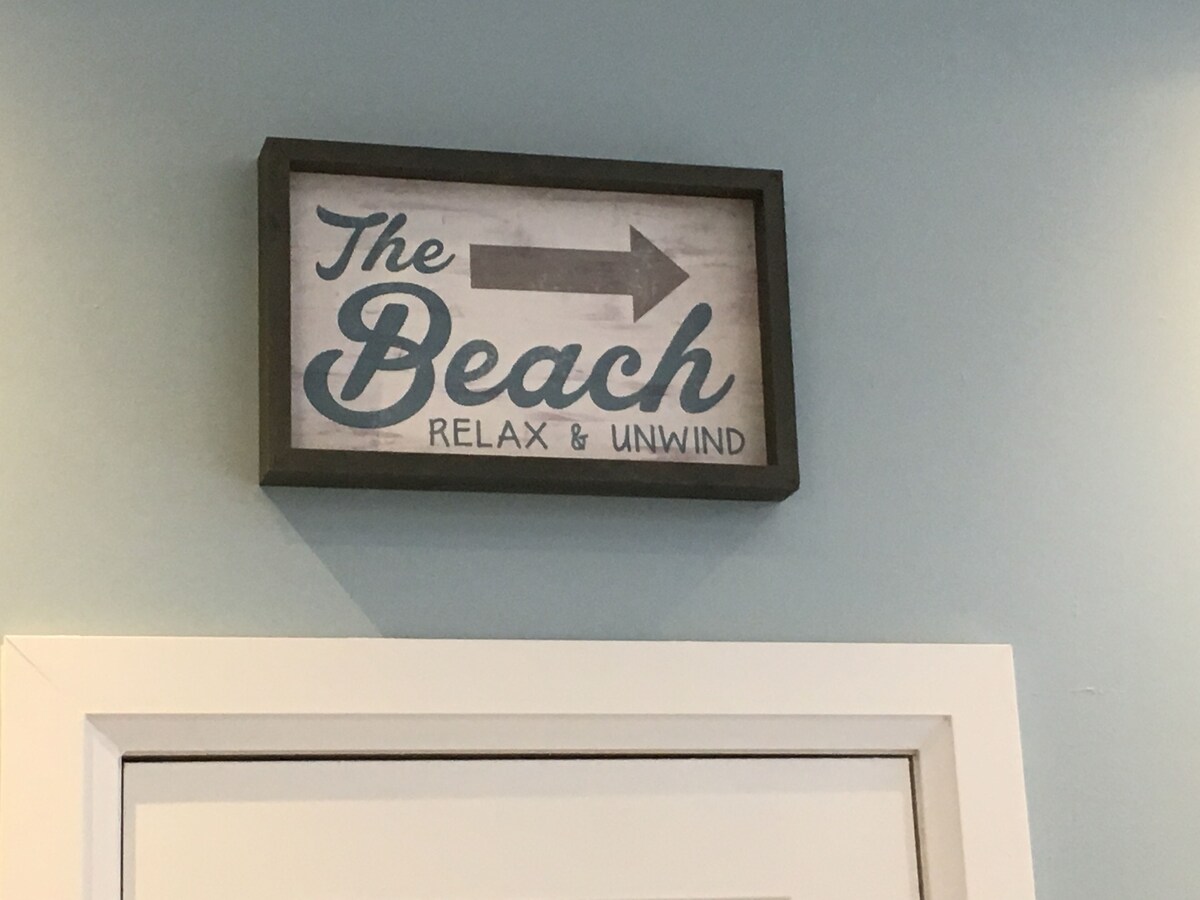 The
Beach
RELAX & UNWIND